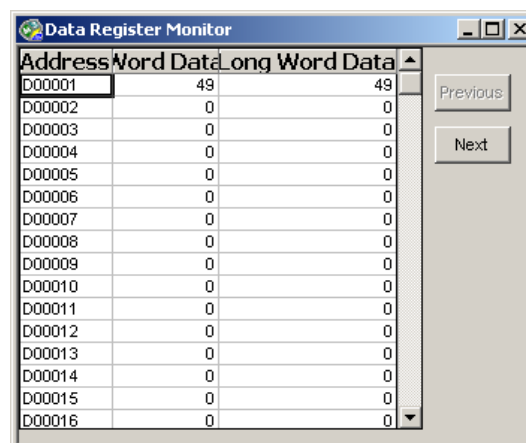 Data Register Monitor
Address Word Data Long Word Data
D00001 49 49
D00002 0 0
D00003 0 0
D00004 0 0
D00005 0 0
D00006 0 0
D00007 0 0
D00008 0 0
D00009 0 0
D00010 0 0
D00011 0 0
D00012 0 0
D00013 0 0
D00014 0 0
D00015 0 0
D00016 0 0
Previous
Next